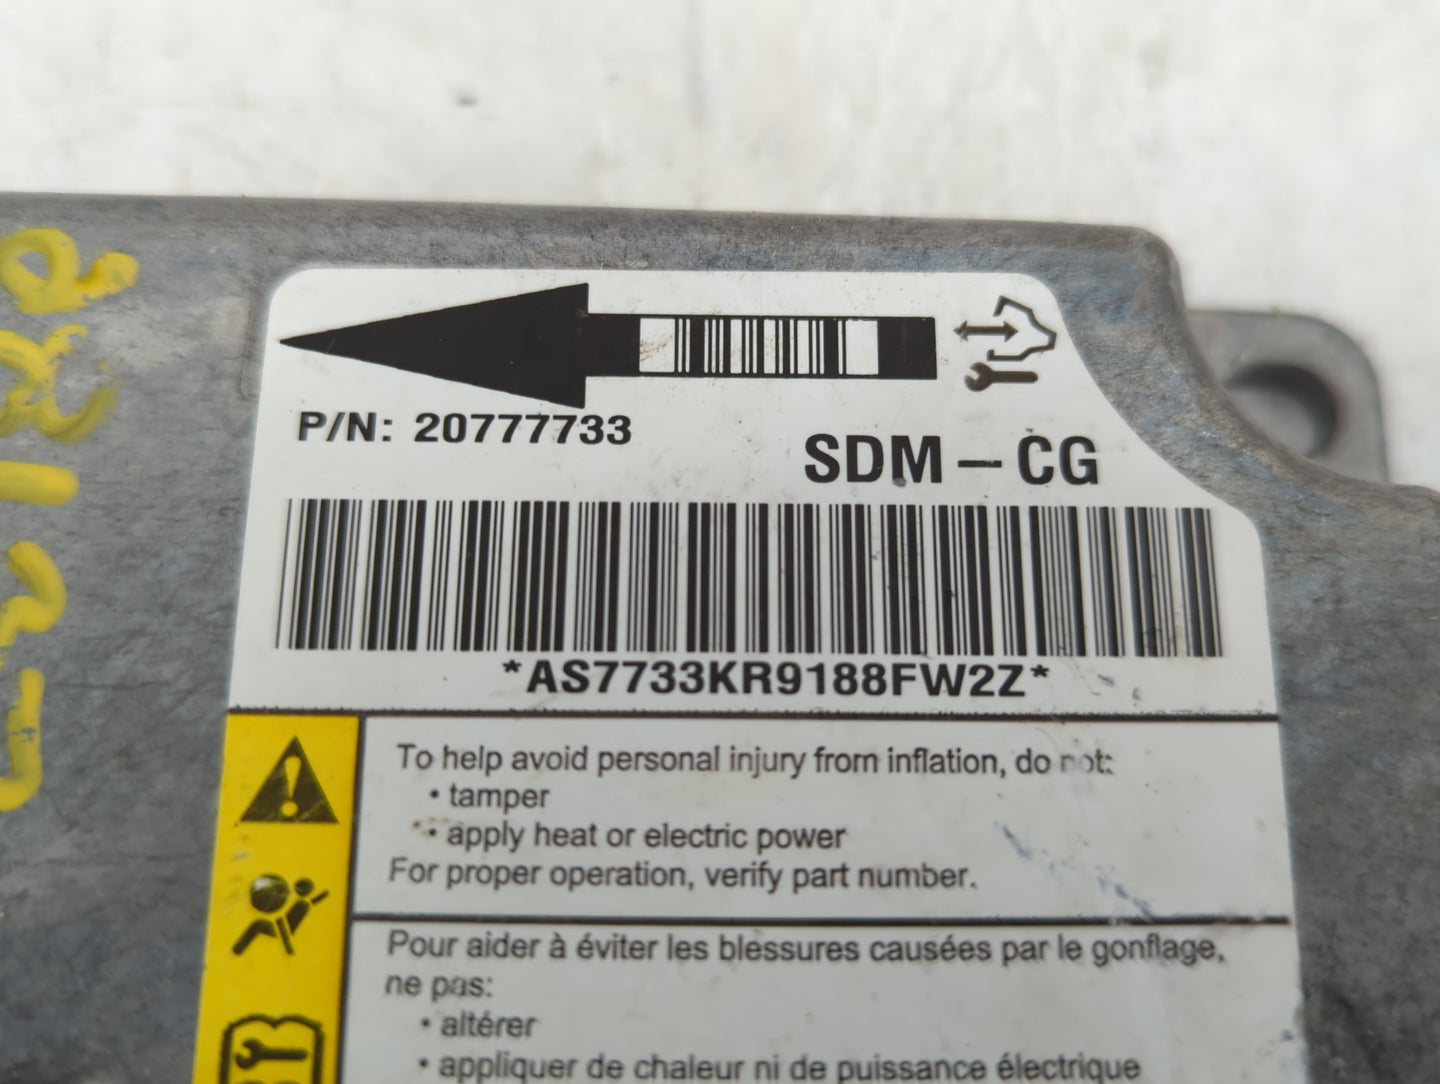 P/N: 20777733
SDM – CG
*AS7733KR9188FW2Z*
To help avoid personal injury from inflation, do not:
• tamper
• apply heat or electric power
For proper operation, verify part number.
Pour aider à éviter les blessures causées par le gonflage,
ne pas:
• altérer
• appliquer de chaleur ni de puissance électrique